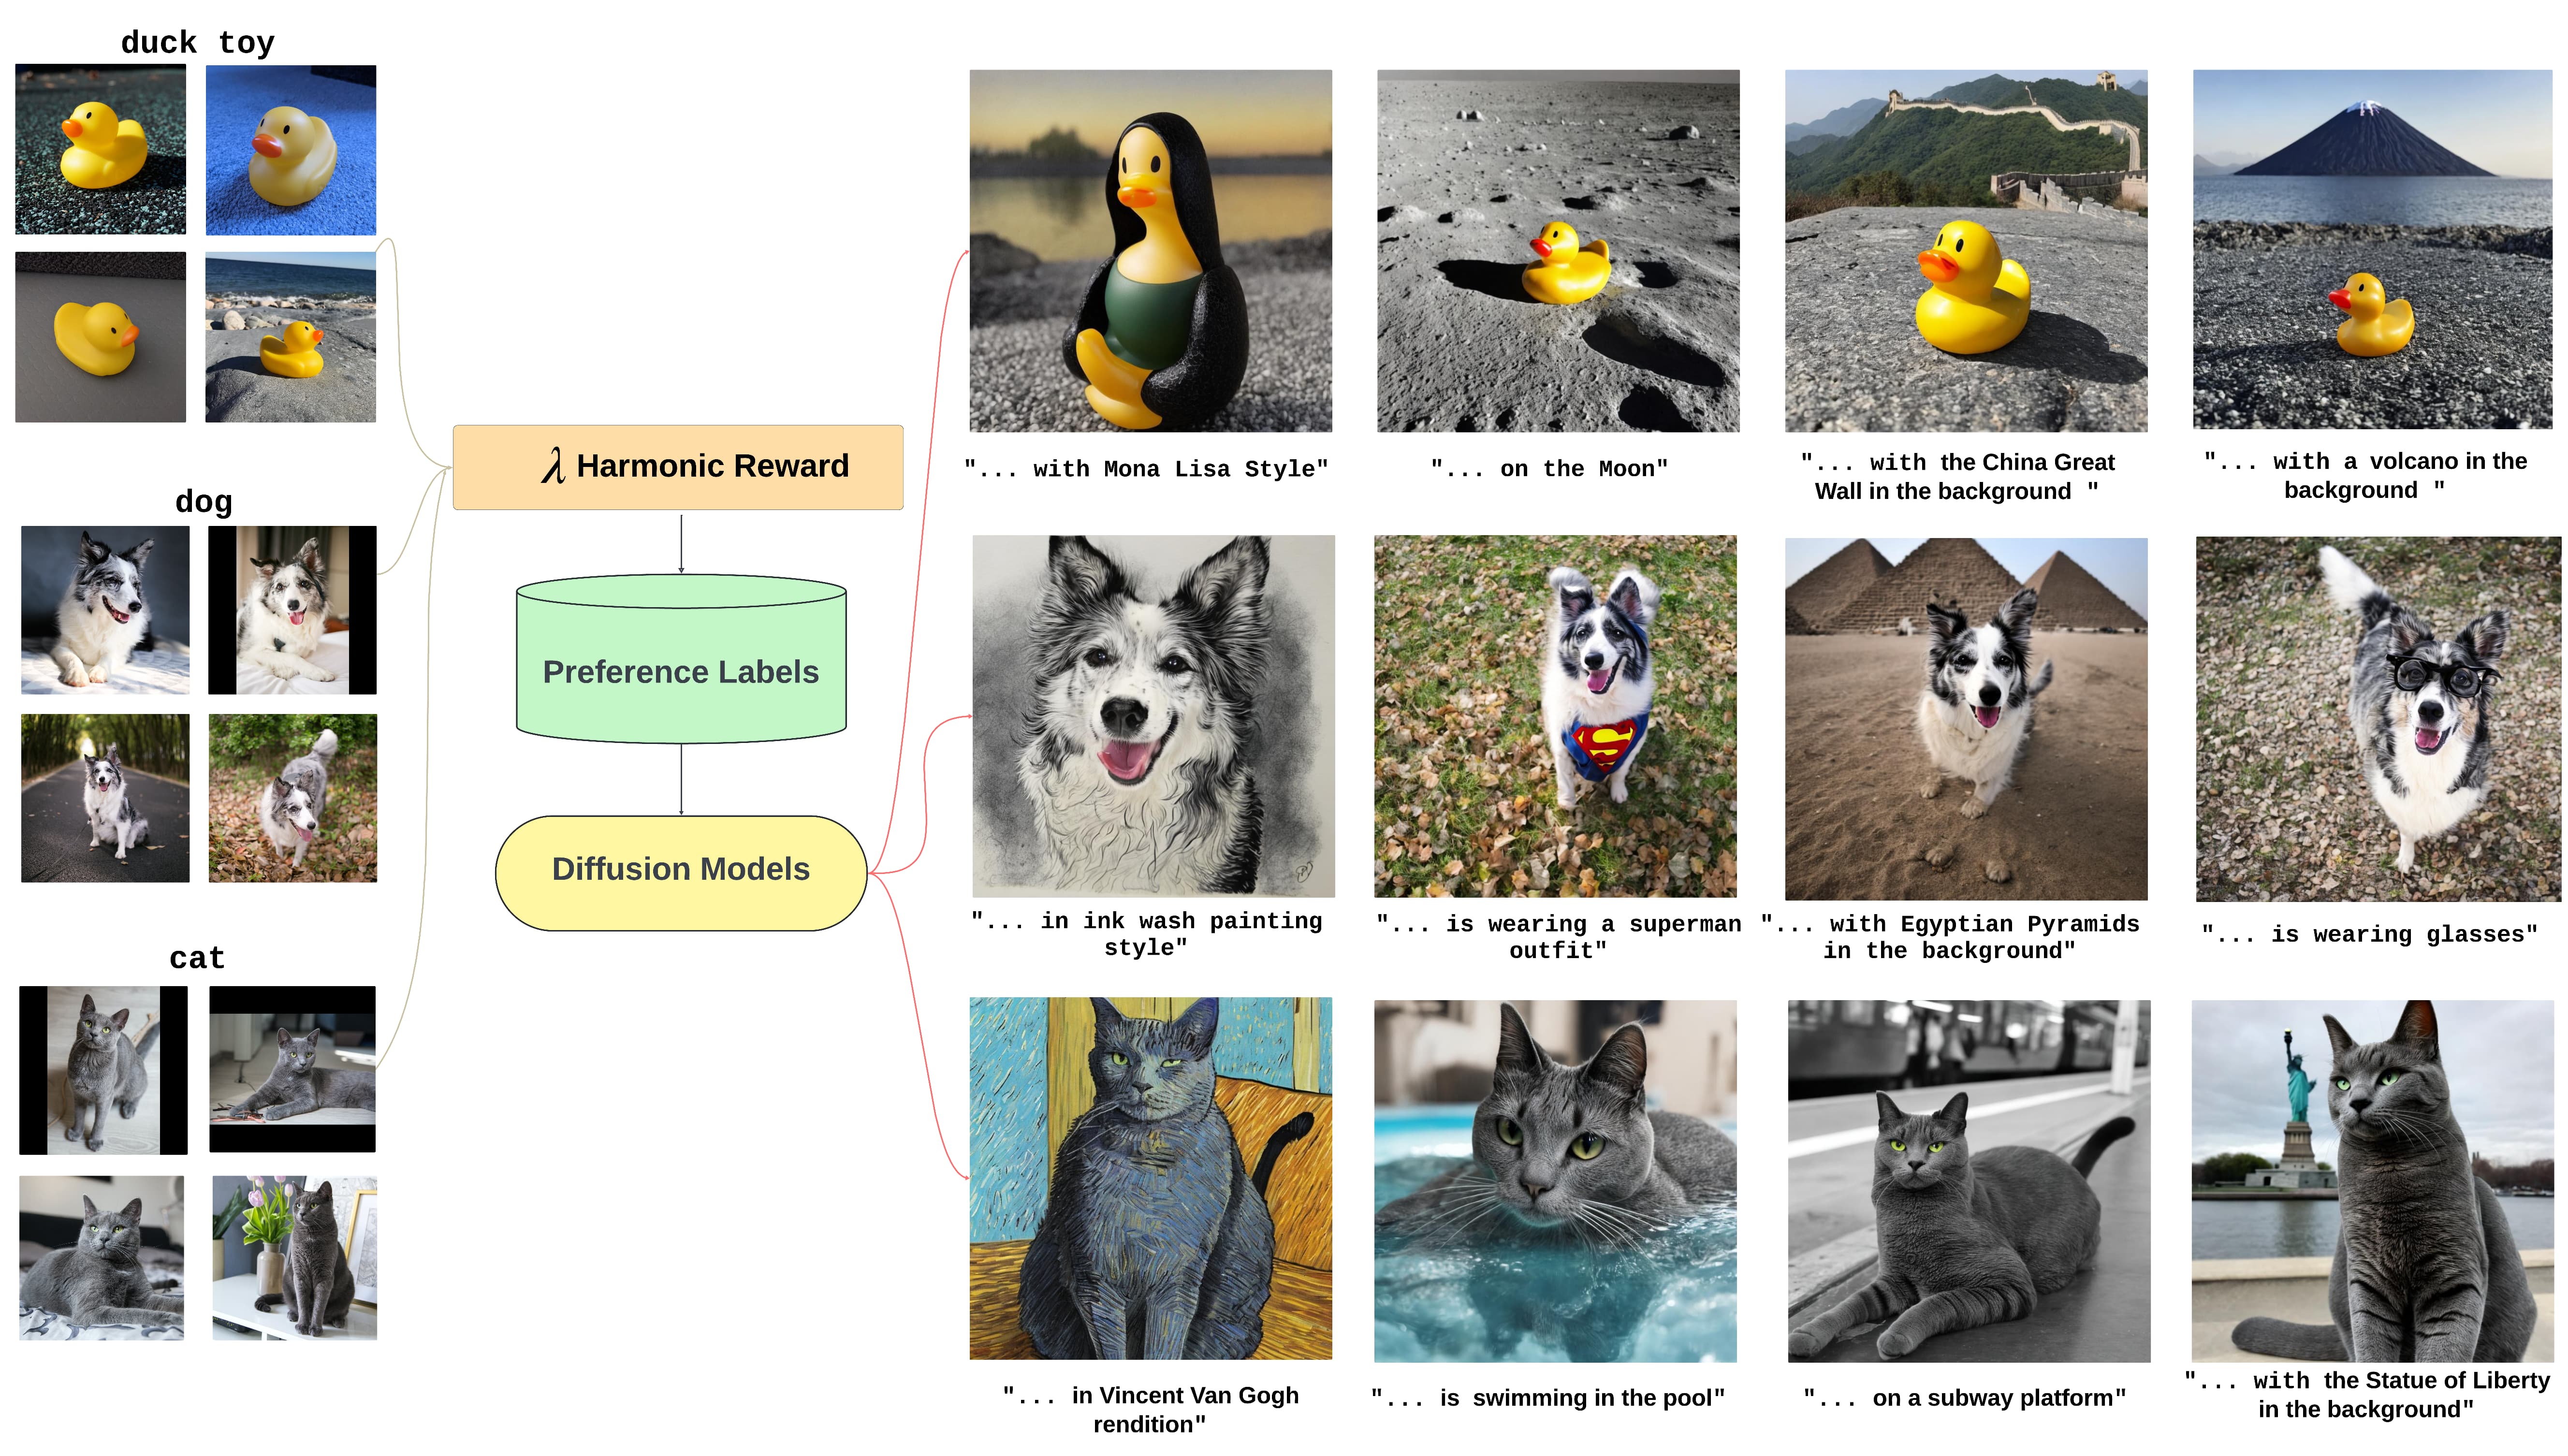 duck toy
dog
cat
λ Harmonic Reward
Preference Labels
Diffusion Models
"... with Mona Lisa Style"
"... on the Moon"
"... with the China Great
Wall in the background "
"... with a volcano in the
background "
"... in ink wash painting
style"
"... is wearing a superman
outfit"
"... with Egyptian Pyramids
in the background"
"... is wearing glasses"
"... in Vincent Van Gogh
rendition"
"... is swimming in the pool"
"... on a subway platform"
"... with the Statue of Liberty
in the background"